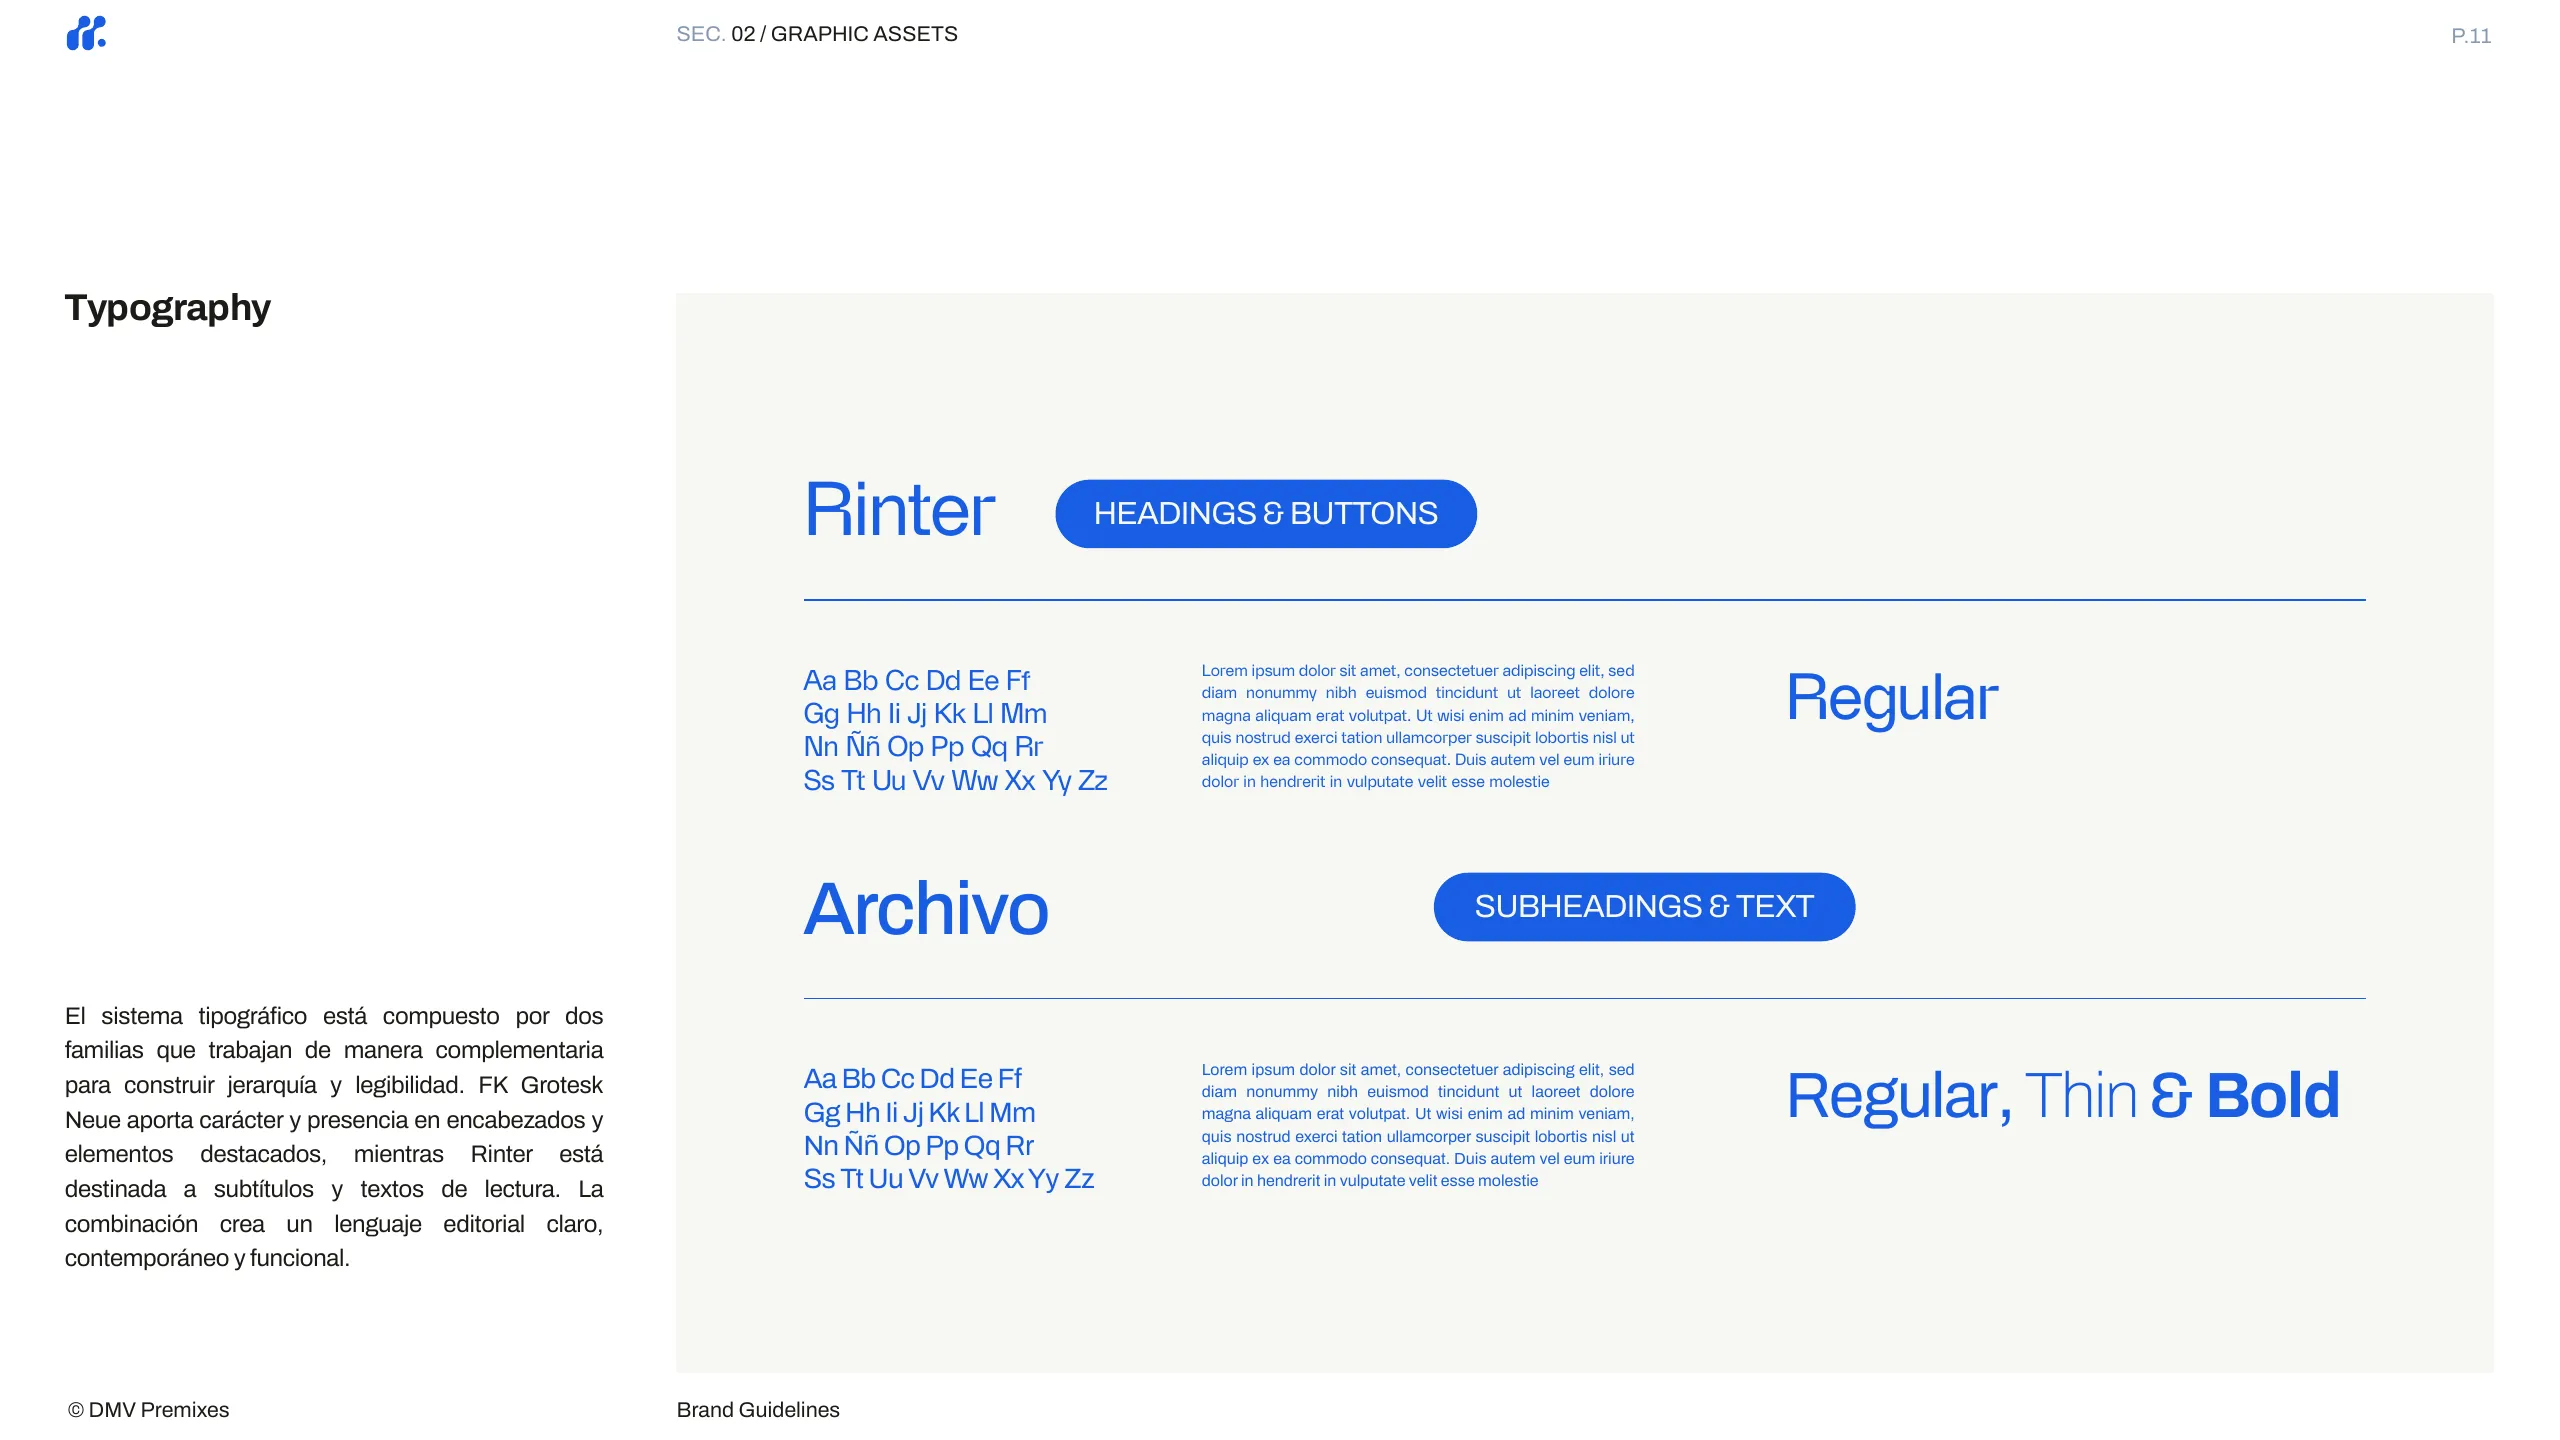 SEC. 02 / GRAPHIC ASSETS
P.11
Typography
Rinter
HEADINGS & BUTTONS
Aa Bb Cc Dd Ee Ff
Gg Hh Ii Jj Kk Ll Mm
Nn Ññ Op Pp Qq Rr
Ss Tt Uu Vv Ww Xx Yy Zz
Lorem ipsum dolor sit amet, consectetuer adipiscing elit, sed
diam nonummy nibh euismod tincidunt ut laoreet dolore
magna aliquam erat volutpat. Ut wisi enim ad minim veniam,
quis nostrud exerci tation ullamcorper suscipit lobortis nisl ut
aliquip ex ea commodo consequat. Duis autem vel eum iriure
dolor in hendrerit in vulputate velit esse molestie
Regular
Archivo
SUBHEADINGS & TEXT
Aa Bb Cc Dd Ee Ff
Gg Hh Ii Jj Kk Ll Mm
Nn Ññ Op Pp Qq Rr
Ss Tt Uu Vv Ww Xx Yy Zz
Lorem ipsum dolor sit amet, consectetuer adipiscing elit, sed
diam nonummy nibh euismod tincidunt ut laoreet dolore
magna aliquam erat volutpat. Ut wisi enim ad minim veniam,
quis nostrud exerci tation ullamcorper suscipit lobortis nisl ut
aliquip ex ea commodo consequat. Duis autem vel eum iriure
dolor in hendrerit in vulputate velit esse molestie
Regular, Thin & Bold
El sistema tipográfico está compuesto por dos
familias que trabajan de manera complementaria
para construir jerarquía y legibilidad. FK Grotesk
Neue aporta carácter y presencia en encabezados y
elementos destacados, mientras Rinter está
destinada a subtítulos y textos de lectura. La
combinación crea un lenguaje editorial claro,
contemporáneo y funcional.
© DMV Premixes
Brand Guidelines